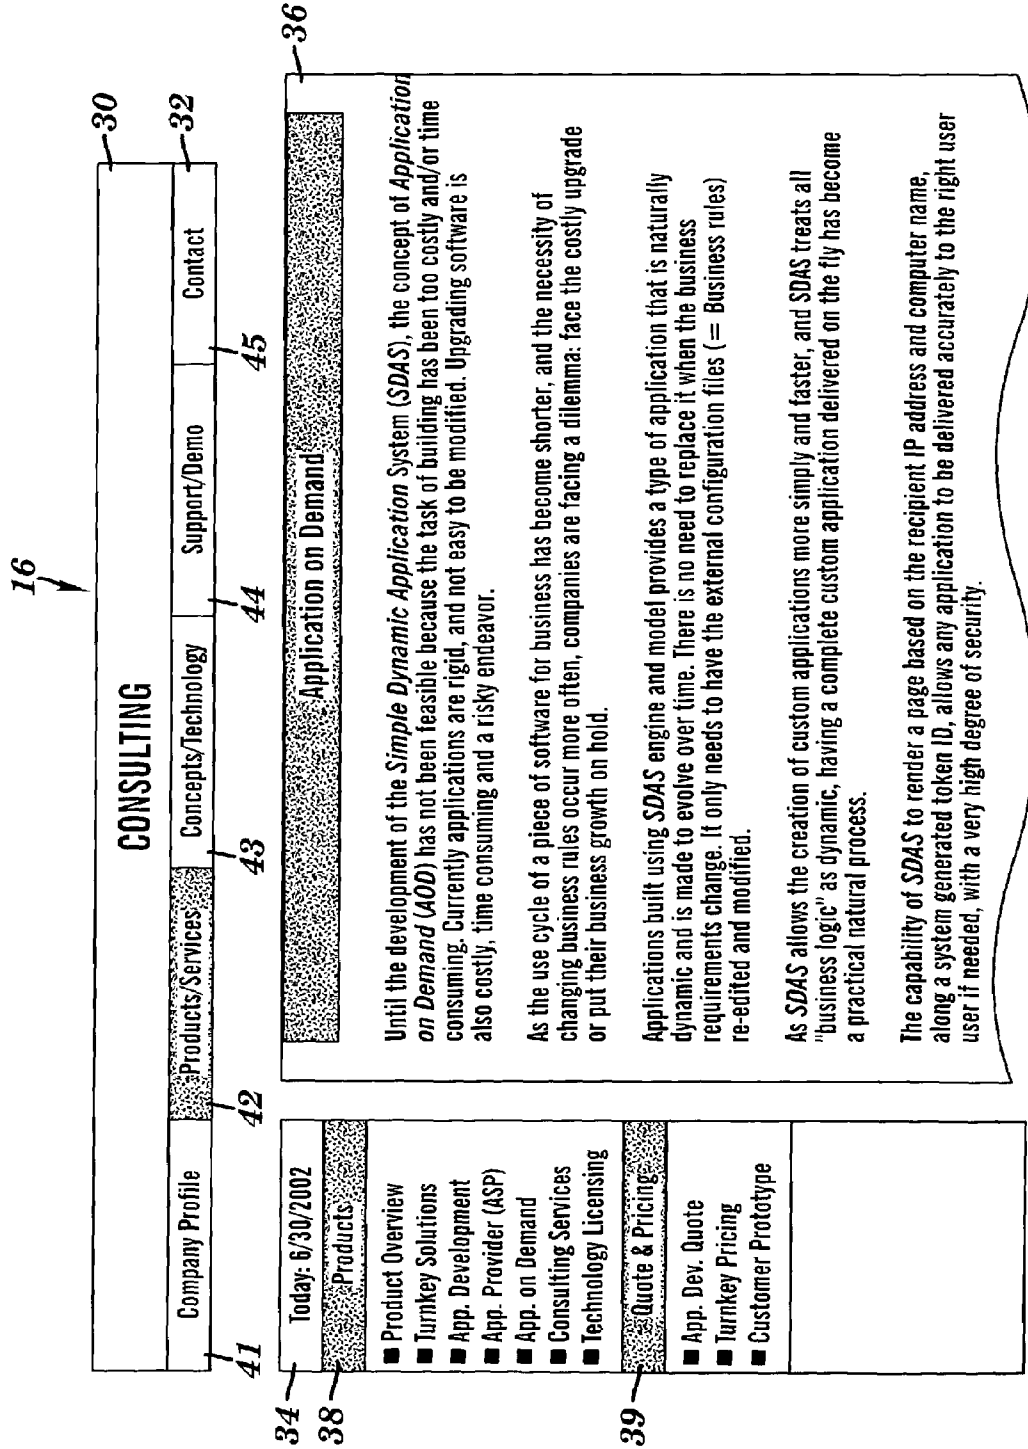 16
CONSULTING
30
Company Profile
Products/Services
Concepts/Technology
Support/Demo
Contact
32
41
42
43
44
45
34
Today: 6/30/2002
38
Products
■ Product Overview
■ Turnkey Solutions
■ App. Development
■ App. Provider (ASP)
■ App. on Demand
■ Consulting Services
■ Technology Licensing
39
Quote & Pricing
■ App. Dev. Quote
■ Turnkey Pricing
■ Customer Prototype
36
Application on Demand
Until the development of the Simple Dynamic Application System (SDAS), the concept of Application
on Demand (AOD) has not been feasible because the task of building has been too costly and/or time
consuming. Currently applications are rigid, and not easy to be modified. Upgrading software is
also costly, time consuming and a risky endeavor.
As the use cycle of a piece of software for business has become shorter, and the necessity of
changing business rules occur more often, companies are facing a dilemma: face the costly upgrade
or put their business growth on hold.
Applications built using SDAS engine and model provides a type of application that is naturally
dynamic and is made to evolve over time. There is no need to replace it when the business
requirements change. It only needs to have the external configuration files (= Business rules)
re-edited and modified.
As SDAS allows the creation of custom applications more simply and faster, and SDAS treats all
"business logic" as dynamic, having a complete custom application delivered on the fly has become
a practical natural process.
The capability of SDAS to render a page based on the recipient IP address and computer name,
along a system generated token ID, allows any application to be delivered accurately to the right user
user if needed, with a very high degree of security.